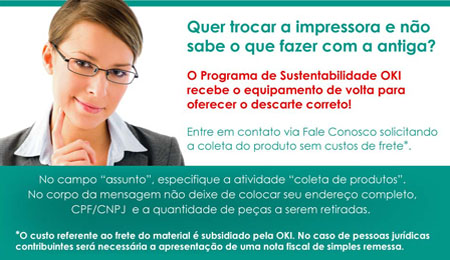 Quer trocar a impressora e não
sabe o que fazer com a antiga?
O Programa de Sustentabilidade OKI
recebe o equipamento de volta para
oferecer o descarte correto!
Entre em contato via Fale Conosco solicitando
a coleta do produto sem custos de frete*.
No campo “assunto”, especifique a atividade “coleta de produtos”.
No corpo da mensagem não deixe de colocar seu endereço completo,
CPF/CNPJ e a quantidade de peças a serem retiradas.
*O custo referente ao frete do material é subsidiado pela OKI. No caso de pessoas jurídicas
contribuintes será necessária a apresentação de uma nota fiscal de simples remessa.